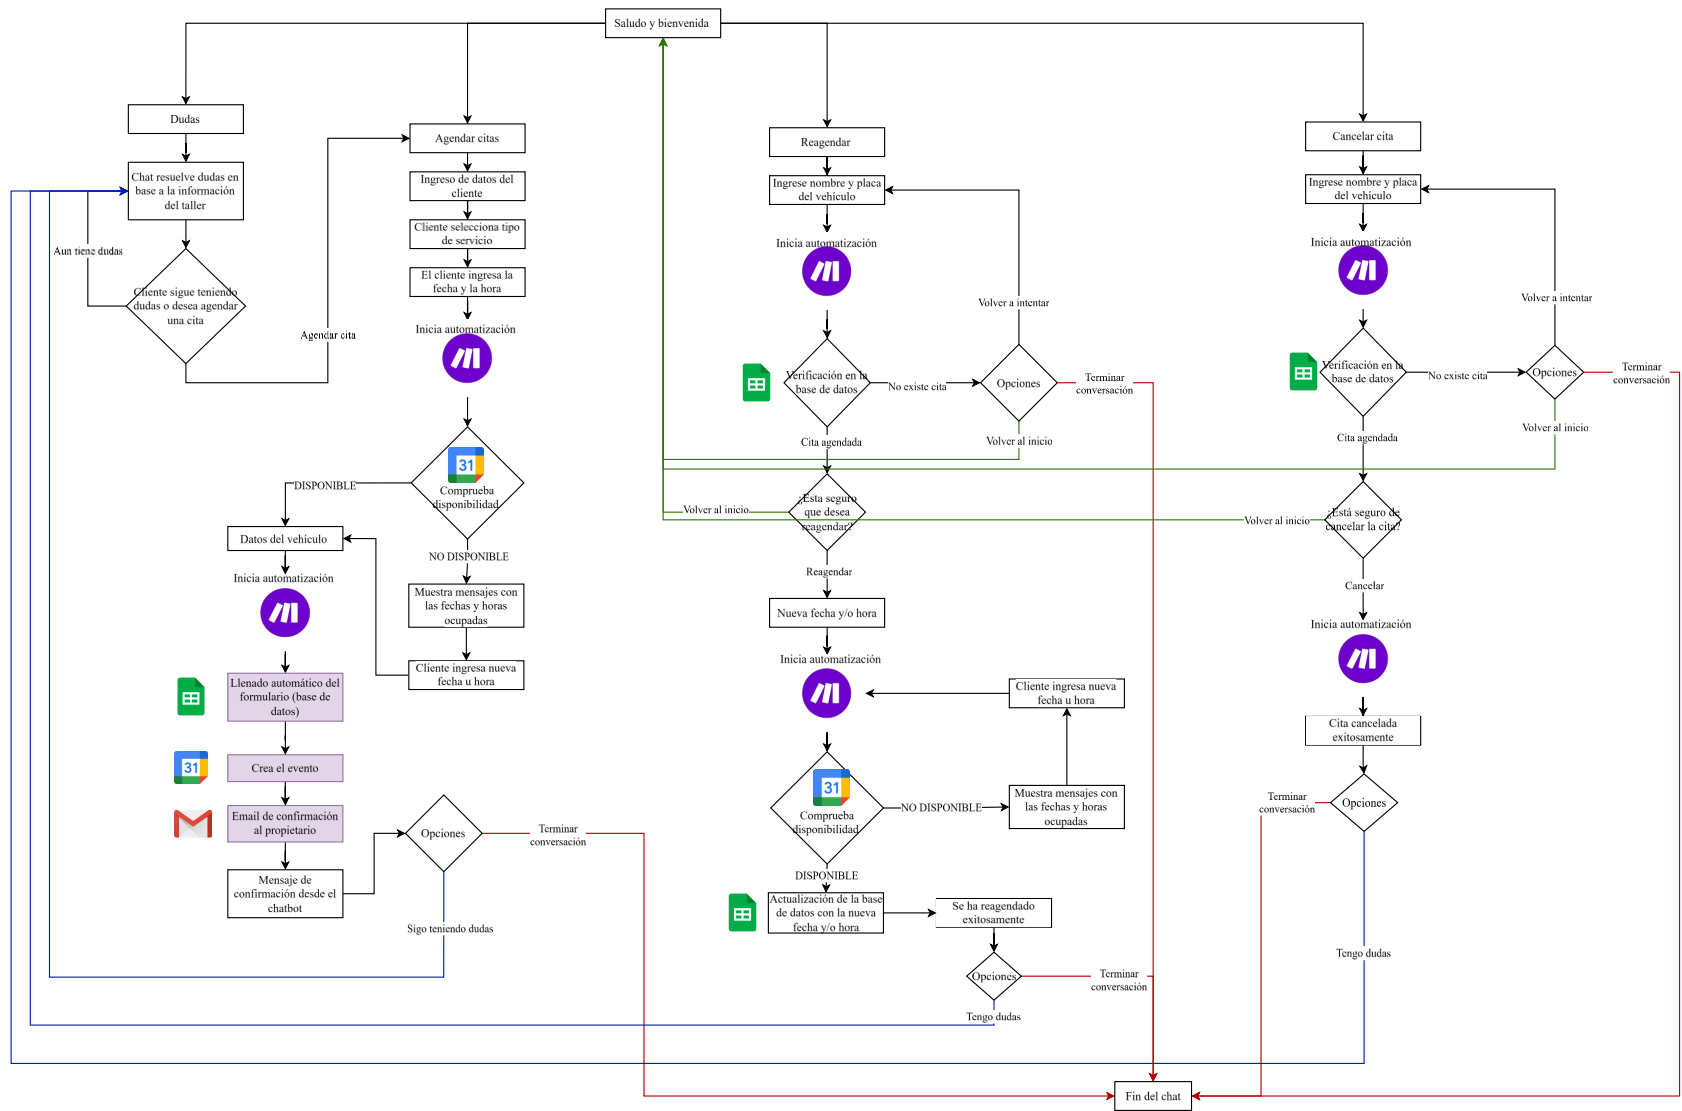 Saludo y bienvenida
Dudas
Chat resuelve dudas en
base a la información
del taller
Aun tiene dudas
Cliente sigue teniendo
dudas o desea agendar
una cita
Agendar cita
Agendar citas
Ingreso de datos del
cliente
Cliente selecciona tipo
de servicio
El cliente ingresa la
fecha y la hora
Inicia automatización
31
Comprueba
disponibilidad
DISPONIBLE
NO DISPONIBLE
Muestra mensajes con
las fechas y horas
ocupadas
Cliente ingresa nueva
fecha u hora
Datos del vehículo
Inicia automatización
Llenado automático del
formulario (base de
datos)
31
Crea el evento
Email de confirmación
al propietario
Mensaje de
confirmación desde el
chatbot
Opciones
Terminar
conversación
Sigo teniendo dudas
Reagendar
Ingrese nombre y placa
del vehículo
Inicia automatización
Verificación en la
base de datos
No existe cita
Opciones
Volver a intentar
Terminar
conversación
Volver al inicio
Cita agendada
¿Esta seguro
que desea
reagendar?
Volver al inicio
Reagendar
Nueva fecha y/o hora
Inicia automatización
31
Comprueba
disponibilidad
NO DISPONIBLE
Muestra mensajes con
las fechas y horas
ocupadas
Cliente ingresa nueva
fecha u hora
DISPONIBLE
Actualización de la base
de datos con la nueva
fecha y/o hora
Se ha reagendado
exitosamente
Opciones
Terminar
conversación
Tengo dudas
Cancelar cita
Ingrese nombre y placa
del vehículo
Inicia automatización
Verificación en la
base de datos
No existe cita
Opciones
Volver a intentar
Terminar
conversación
Volver al inicio
Cita agendada
¿Está seguro de
cancelar la cita?
Volver al inicio
Cancelar
Inicia automatización
Cita cancelada
exitosamente
Opciones
Terminar
conversación
Tengo dudas
Fin del chat